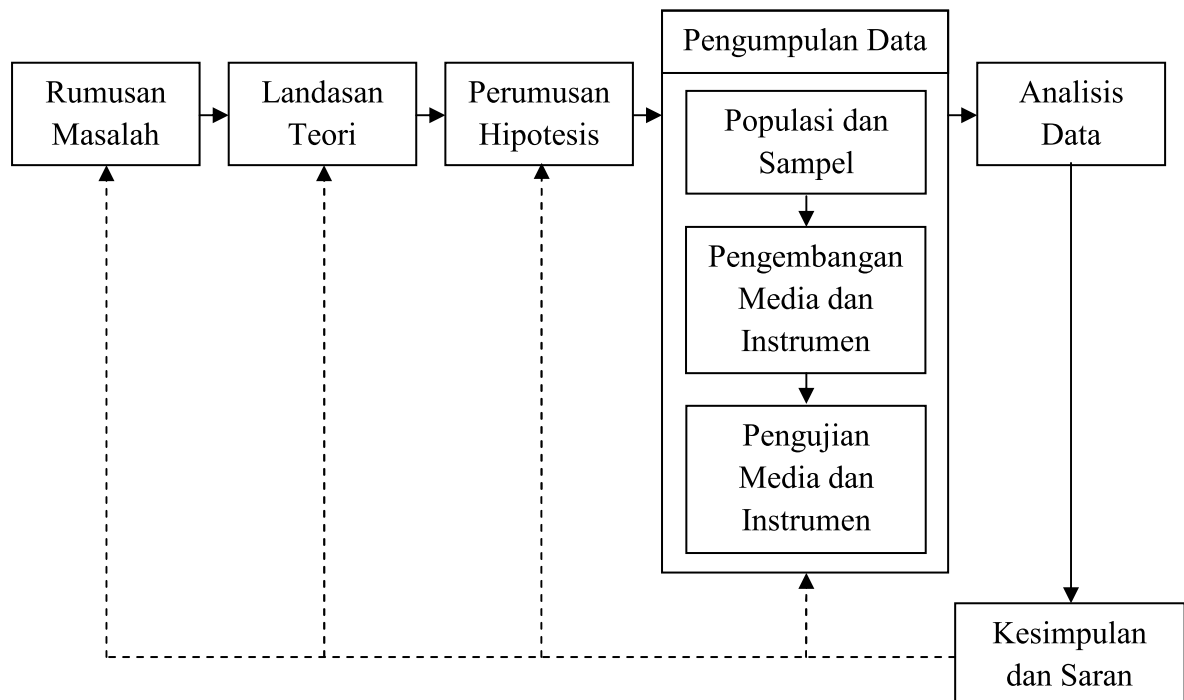 Rumusan
Masalah
Landasan
Teori
Perumusan
Hipotesis
Pengumpulan Data
Populasi dan
Sampel
Pengembangan
Media dan
Instrumen
Pengujian
Media dan
Instrumen
Analisis
Data
Kesimpulan
dan Saran